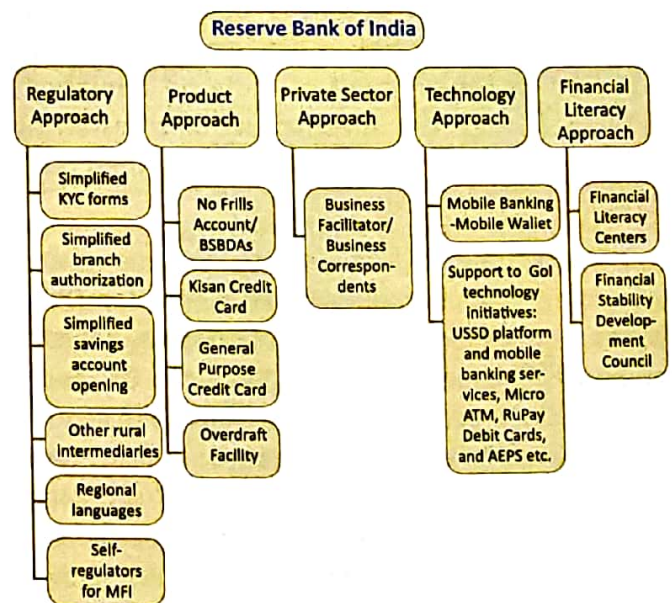 Reserve Bank of India
Regulatory
Approach
Simplified
KYC forms
Simplified
branch
authorization
Simplified
savings
account
opening
Other rural
intermediaries
Regional
languages
Self-
regulators
for MFI
Product
Approach
No Frills
Account/
BSBDAs
Kisan Credit
Card
General
Purpose
Credit Card
Overdraft
Facility
Private Sector
Approach
Business
Facilitator/
Business
Correspon-
dents
Technology
Approach
Mobile Banking
-Mobile Wallet
Support to GoI
technology
initiatives:
USSD platform
and mobile
banking ser-
vices, Micro
ATM, RuPay
Debit Cards,
and AEPS etc.
Financial
Literacy
Approach
Financial
Literacy
Centers
Financial
Stability
Develop-
ment
Council